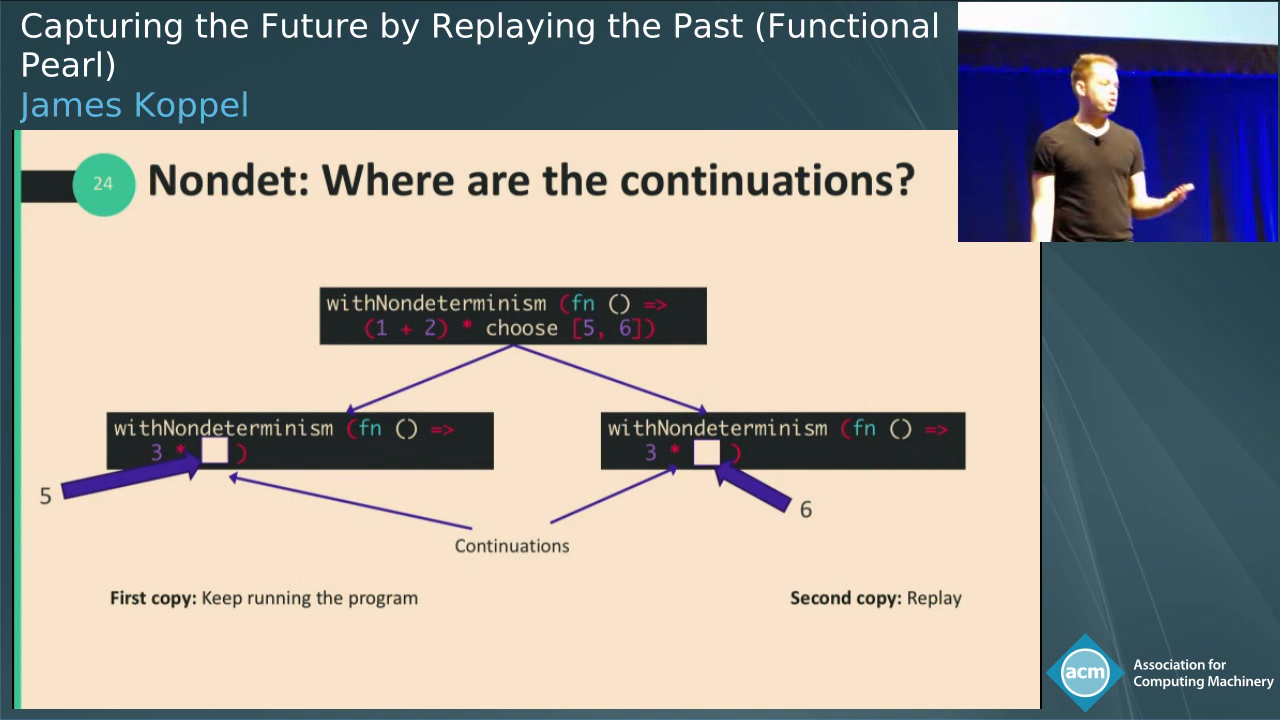 Capturing the Future by Replaying the Past (Functional
Pearl)
James Koppel
24
Nondet: Where are the continuations?
withNondeterminism (fn () =>
(1 + 2) * choose [5, 6])
withNondeterminism (fn () =>
3 * )
withNondeterminism (fn () =>
3 * )
5
6
Continuations
First copy: Keep running the program
Second copy: Replay
acm
Association for
Computing Machinery